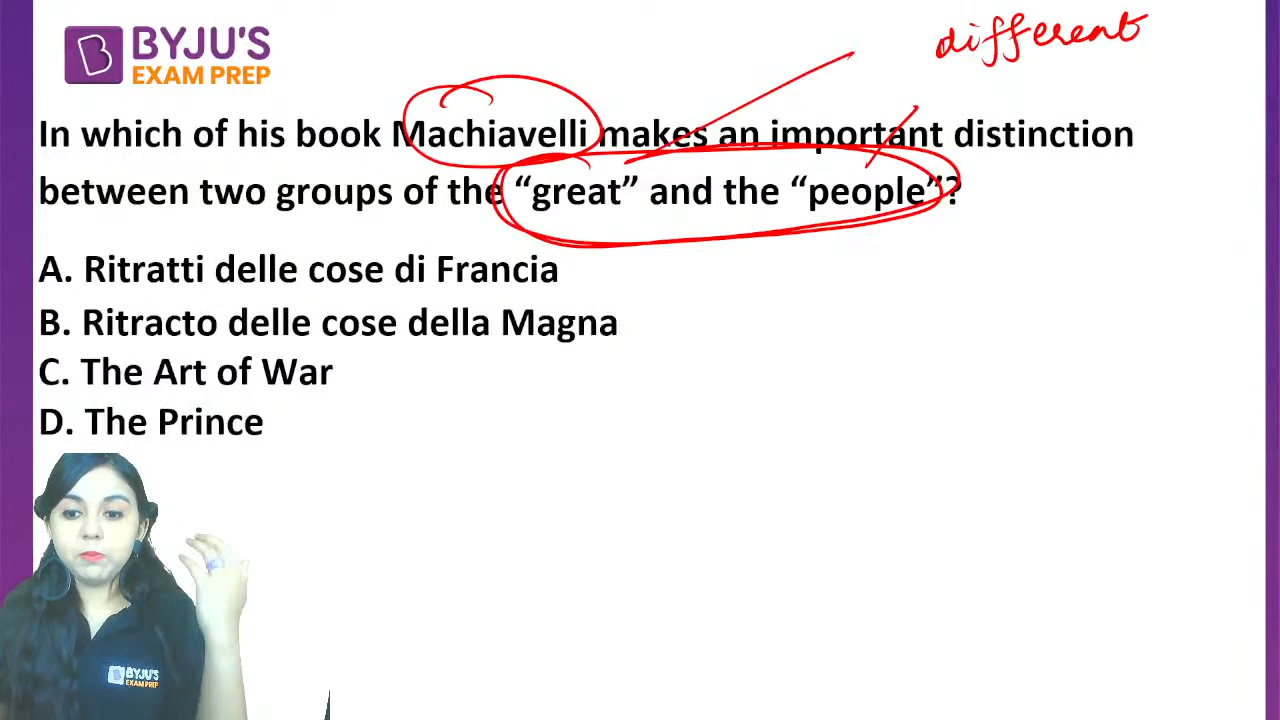 BYJU'S
EXAM PREP
different
In which of his book Machiavelli makes an important distinction
between two groups of the “great” and the “people”?
A. Ritratti delle cose di Francia
B. Ritracto delle cose della Magna
C. The Art of War
D. The Prince
BYJU'S
EXAM PREP